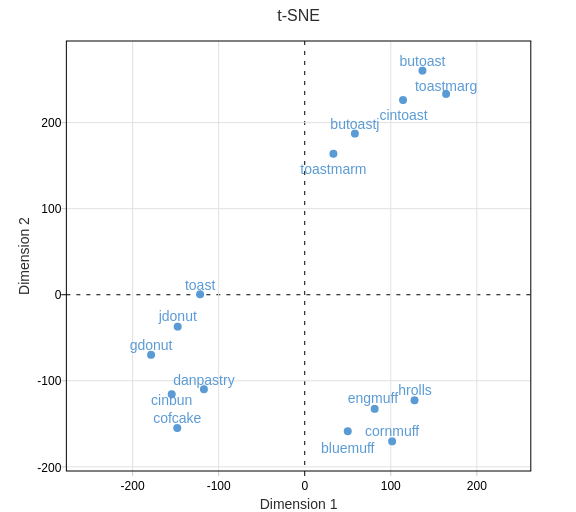 t-SNE
butoast
toastmarg
cintoast
butoastj
toastmarm
toast
jdonut
gdonut
danpastry
cinbun
cofcake
hrolls
engmuff
cornmuff
bluemuff
200
100
0
-100
-200
-200
-100
0
100
200
Dimension 1
Dimension 2